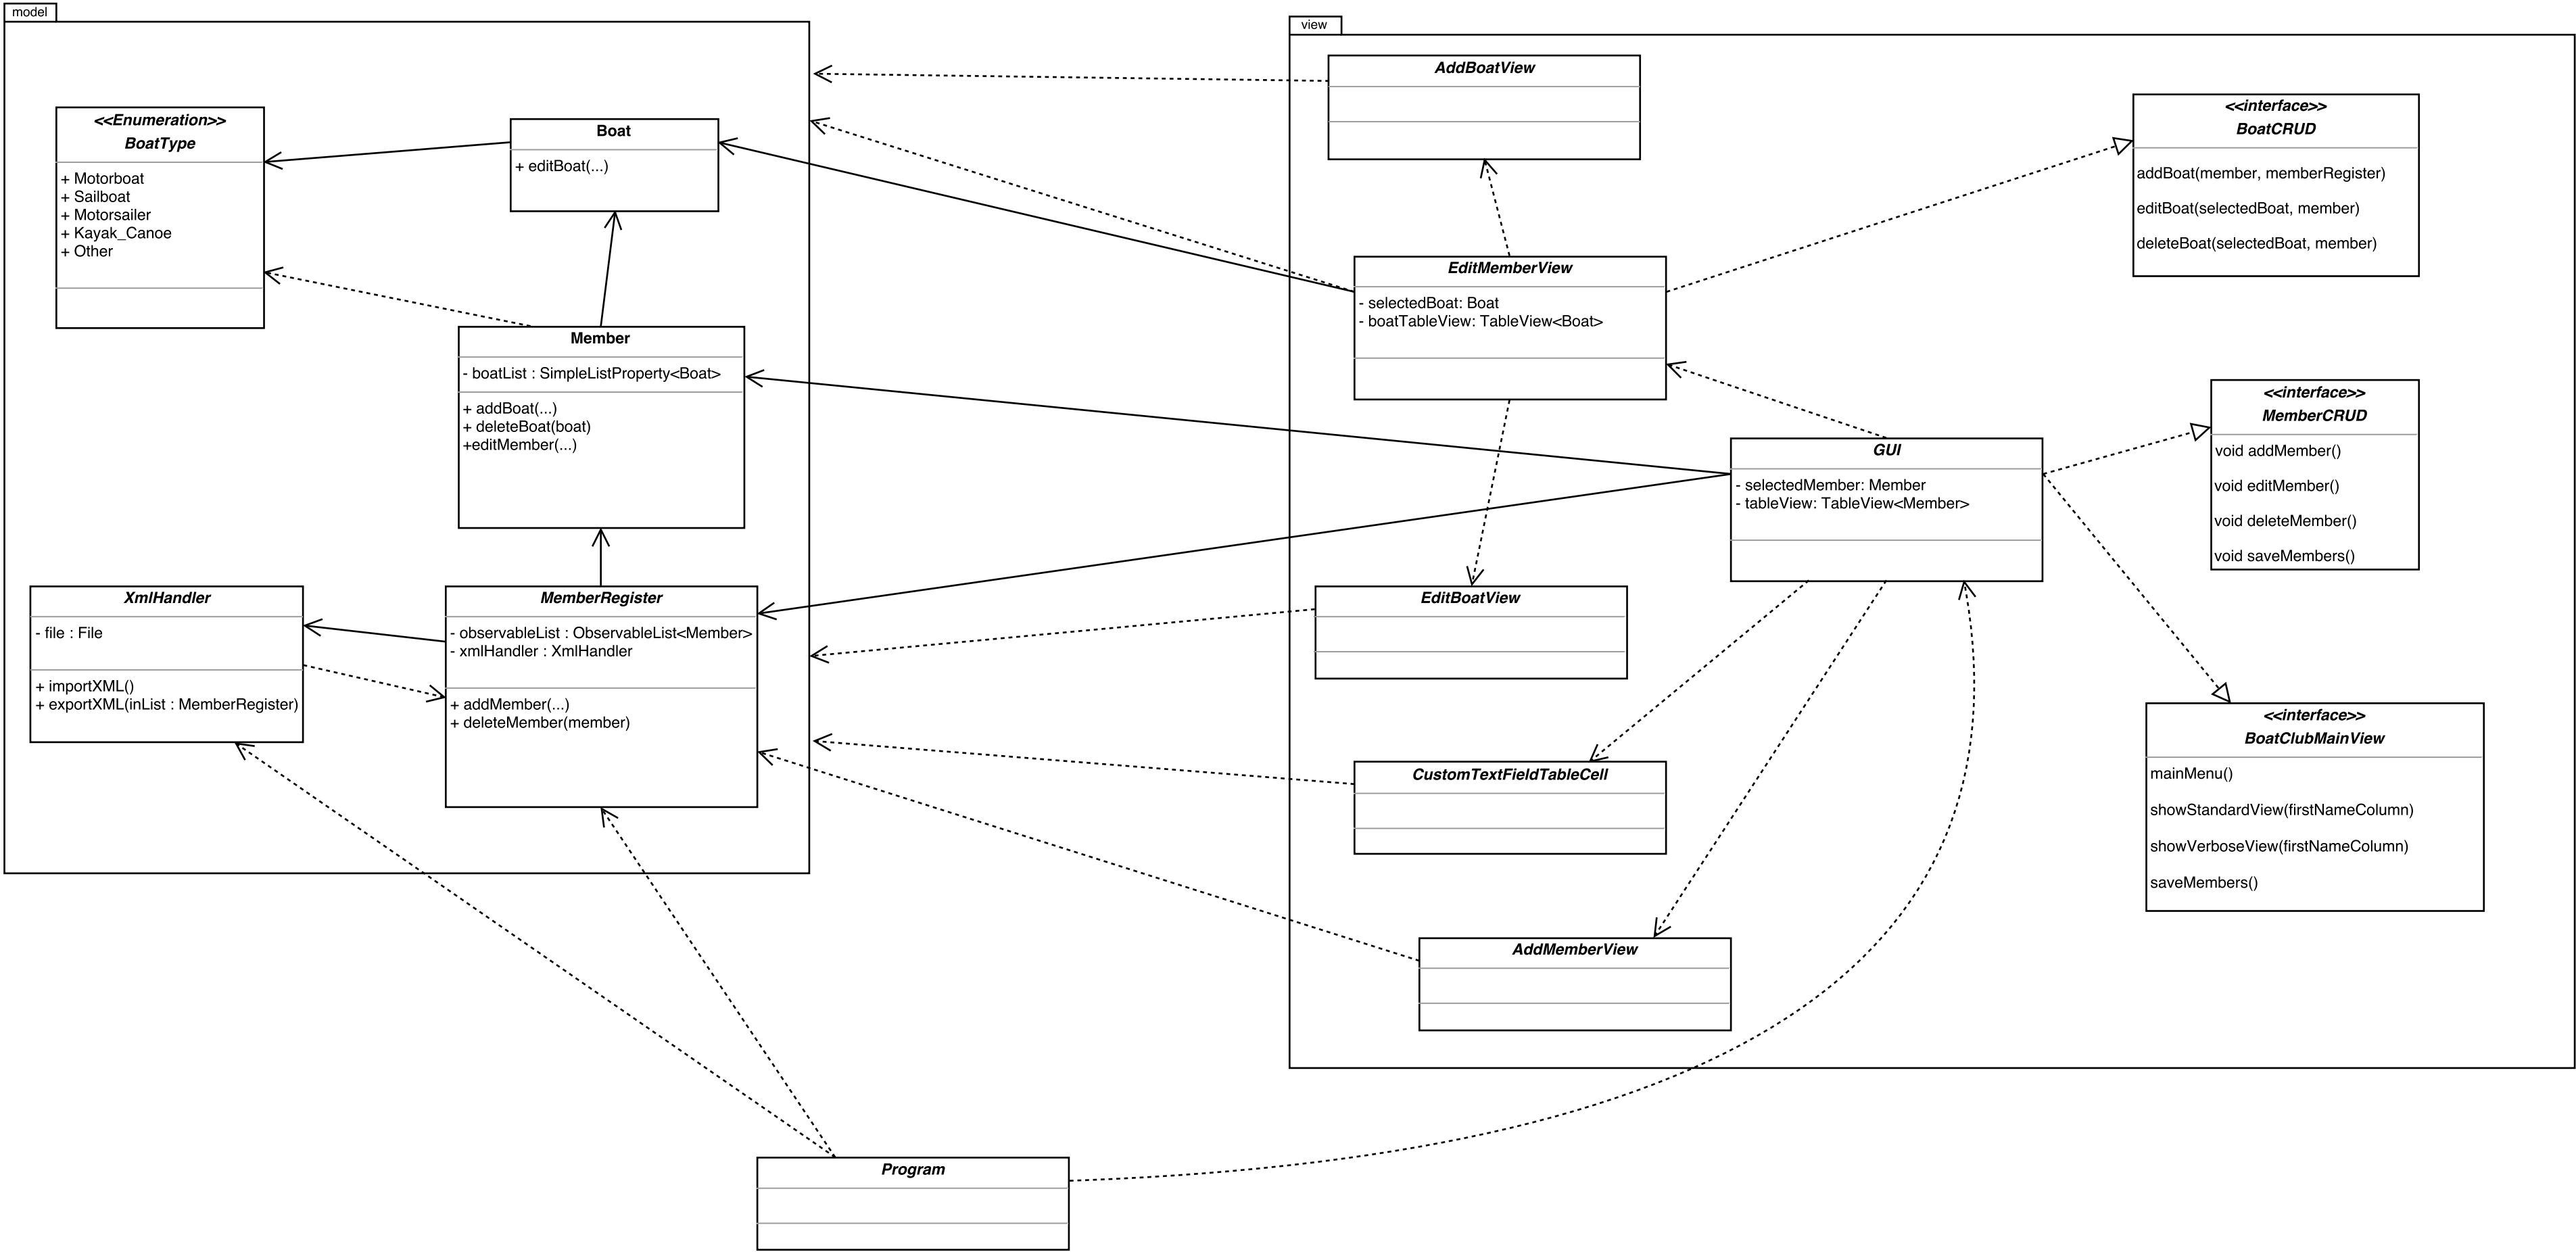 model
<<Enumeration>>
BoatType
+ Motorboat
+ Sailboat
+ Motorsailer
+ Kayak_Canoe
+ Other
Boat
+ editBoat(...)
Member
- boatList : SimpleListProperty<Boat>
+ addBoat(...)
+ deleteBoat(boat)
+editMember(...)
XmlHandler
- file : File
+ importXML()
+ exportXML(inList : MemberRegister)
MemberRegister
- observableList : ObservableList<Member>
- xmlHandler : XmlHandler
+ addMember(...)
+ deleteMember(member)
view
AddBoatView
<<interface>>
BoatCRUD
addBoat(member, memberRegister)
editBoat(selectedBoat, member)
deleteBoat(selectedBoat, member)
EditMemberView
- selectedBoat: Boat
- boatTableView: TableView<Boat>
<<interface>>
MemberCRUD
void addMember()
void editMember()
void deleteMember()
void saveMembers()
GUI
- selectedMember: Member
- tableView: TableView<Member>
EditBoatView
<<interface>>
BoatClubMainView
mainMenu()
showStandardView(firstNameColumn)
showVerboseView(firstNameColumn)
saveMembers()
CustomTextFieldTableCell
AddMemberView
Program